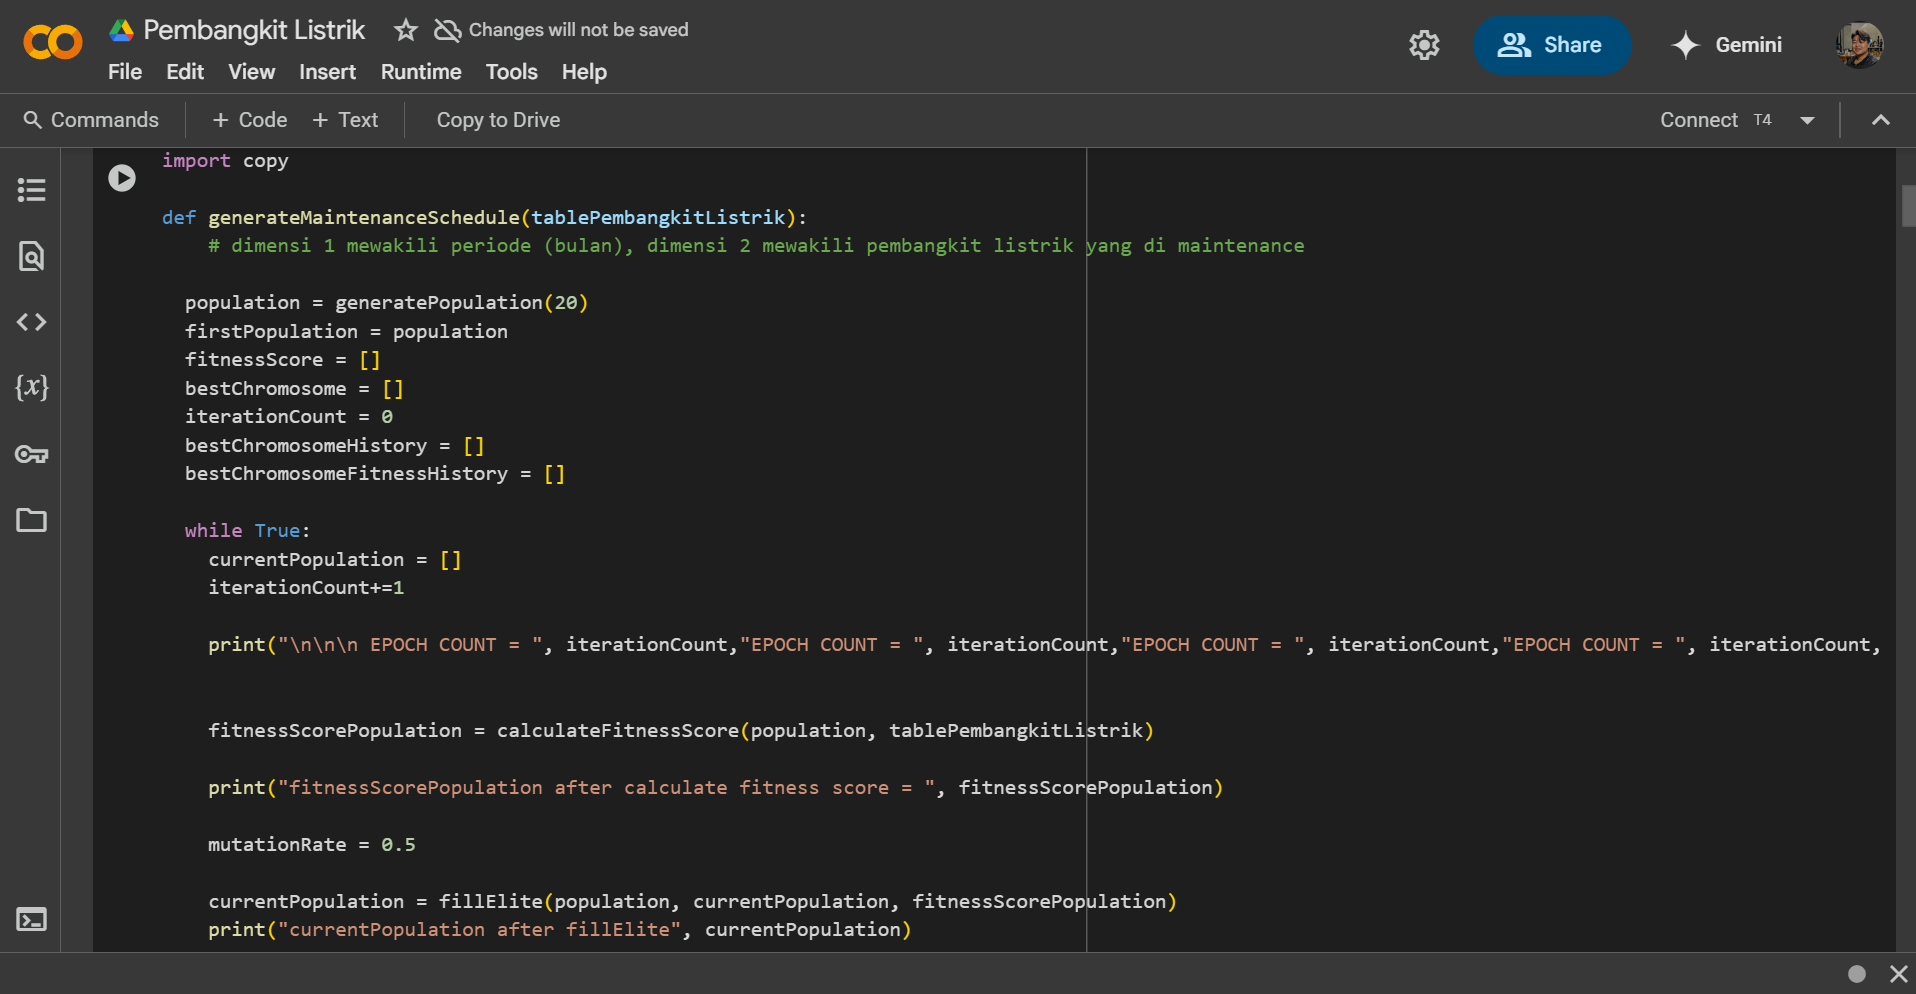 Pembangkit Listrik
Changes will not be saved
File Edit View Insert Runtime Tools Help
Share
Gemini
Commands + Code + Text Copy to Drive Connect T4
import copy
def generateMaintenanceSchedule(tablePembangkitListrik):
    # dimensi 1 mewakili periode (bulan), dimensi 2 mewakili pembangkit listrik yang di maintenance
  population = generatePopulation(20)
  firstPopulation = population
  fitnessScore = []
  bestChromosome = []
  iterationCount = 0
  bestChromosomeHistory = []
  bestChromosomeFitnessHistory = []
  while True:
    currentPopulation = []
    iterationCount+=1
    print("\n\n\n EPOCH COUNT = ", iterationCount,"EPOCH COUNT = ", iterationCount,"EPOCH COUNT = ", iterationCount,"EPOCH COUNT = ", iterationCount,
    fitnessScorePopulation = calculateFitnessScore(population, tablePembangkitListrik)
    print("fitnessScorePopulation after calculate fitness score = ", fitnessScorePopulation)
    mutationRate = 0.5
    currentPopulation = fillElite(population, currentPopulation, fitnessScorePopulation)
    print("currentPopulation after fillElite", currentPopulation)